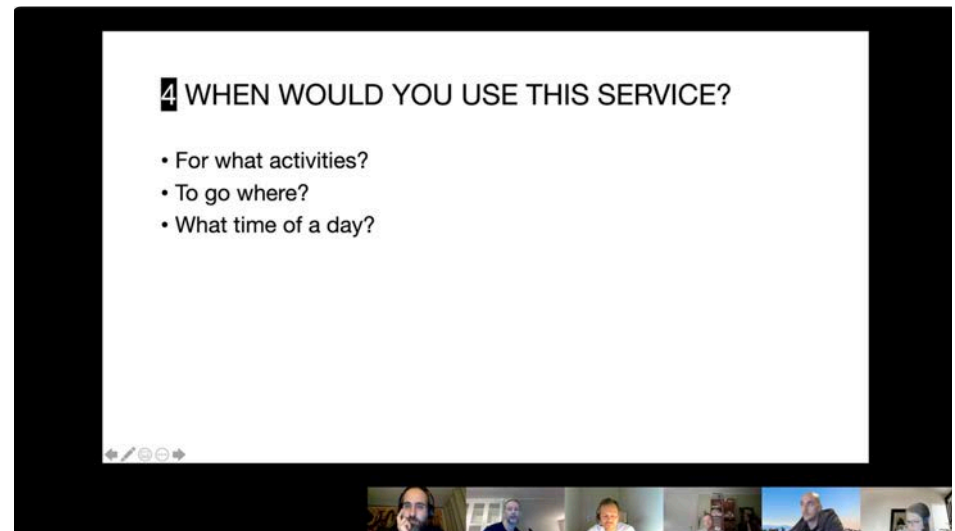 4 WHEN WOULD YOU USE THIS SERVICE?
• For what activities?
• To go where?
• What time of a day?